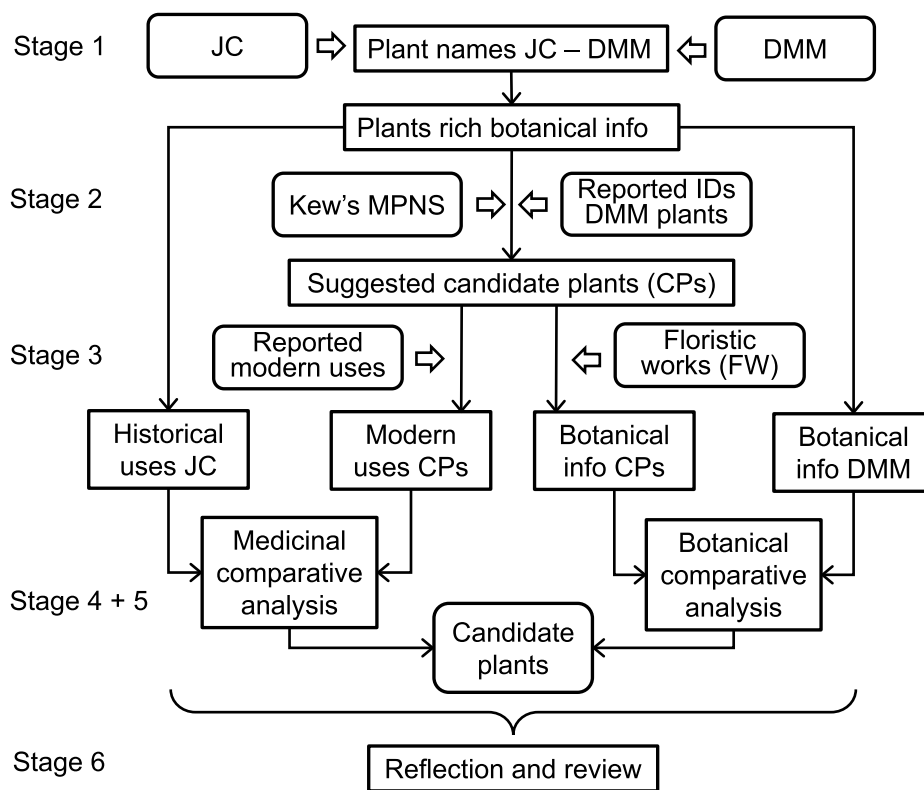 Stage 1
JC
Plant names JC – DMM
DMM
Plants rich botanical info
Stage 2
Kew's MPNS
Reported IDs
DMM plants
Suggested candidate plants (CPs)
Stage 3
Reported
modern uses
Floristic
works (FW)
Historical
uses JC
Modern
uses CPs
Botanical
info CPs
Botanical
info DMM
Medicinal
comparative
analysis
Botanical
comparative
analysis
Stage 4 + 5
Candidate
plants
Stage 6
Reflection and review